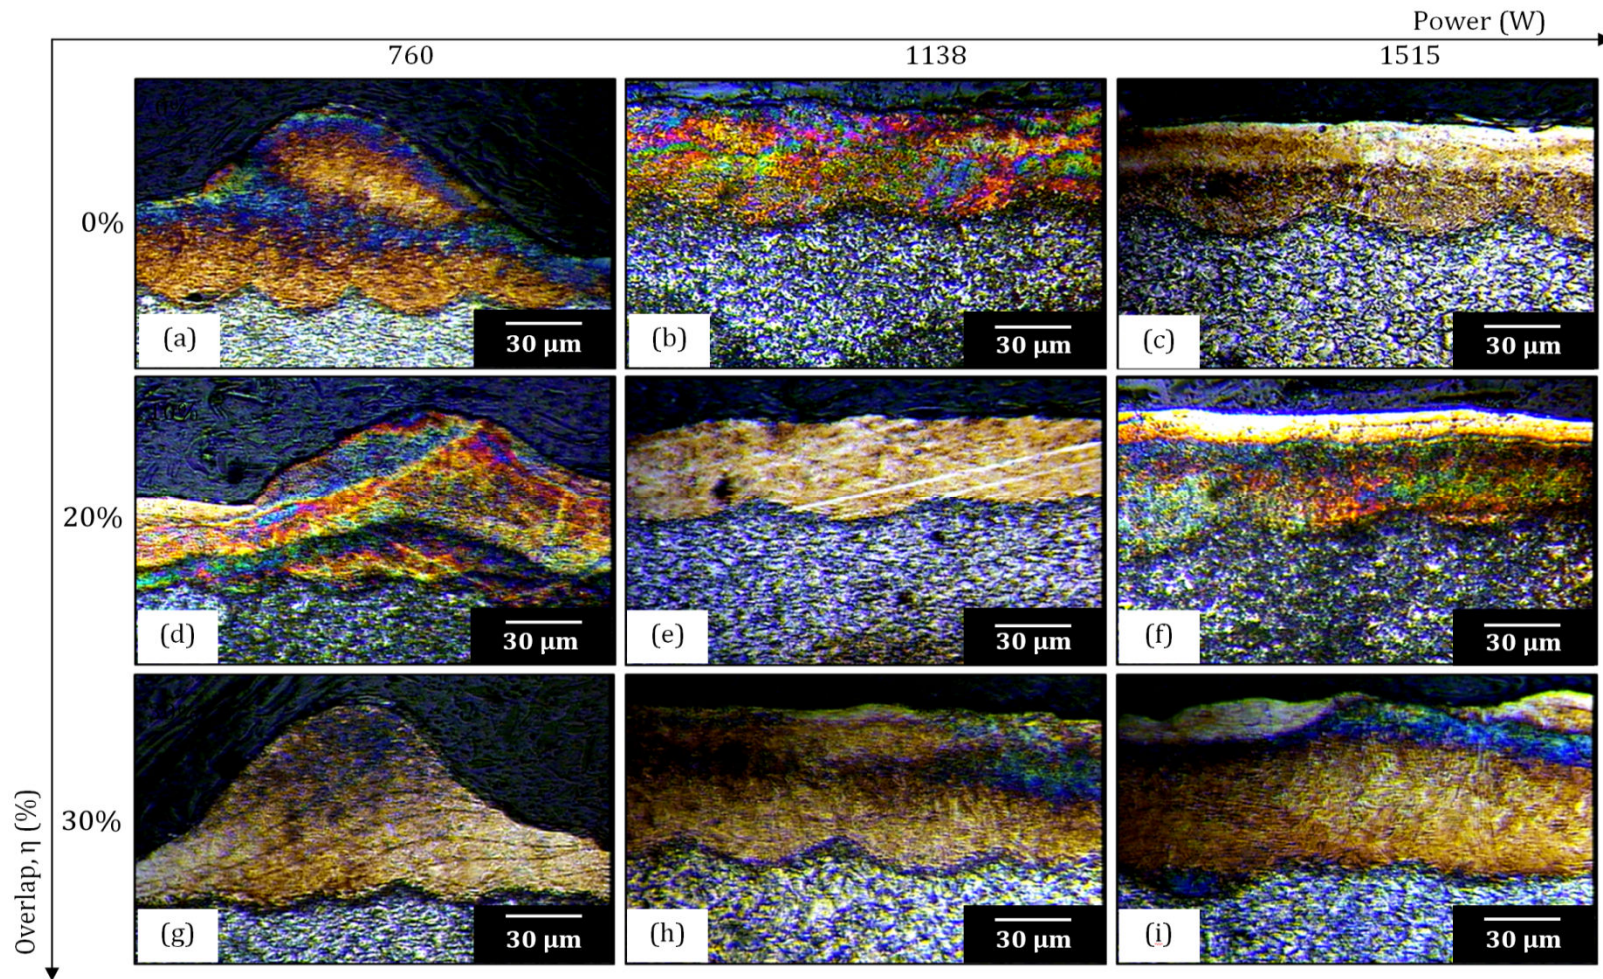 Power (W)
760 1138 1515
0%
(a) 30 μm (b) 30 μm (c) 30 μm
20%
(d) 30 μm (e) 30 μm (f) 30 μm
30%
(g) 30 μm (h) 30 μm (i) 30 μm
Overlap, η (%)